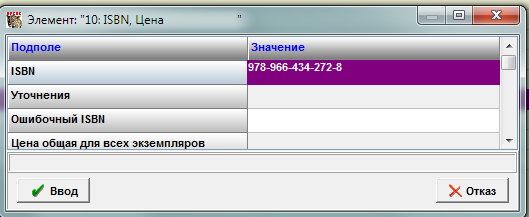 Элемент: "10: ISBN, Цена "
Подполе Значение
ISBN 978-966-434-272-8
Уточнения
Ошибочный ISBN
Цена общая для всех экземпляров
Ввод Отказ